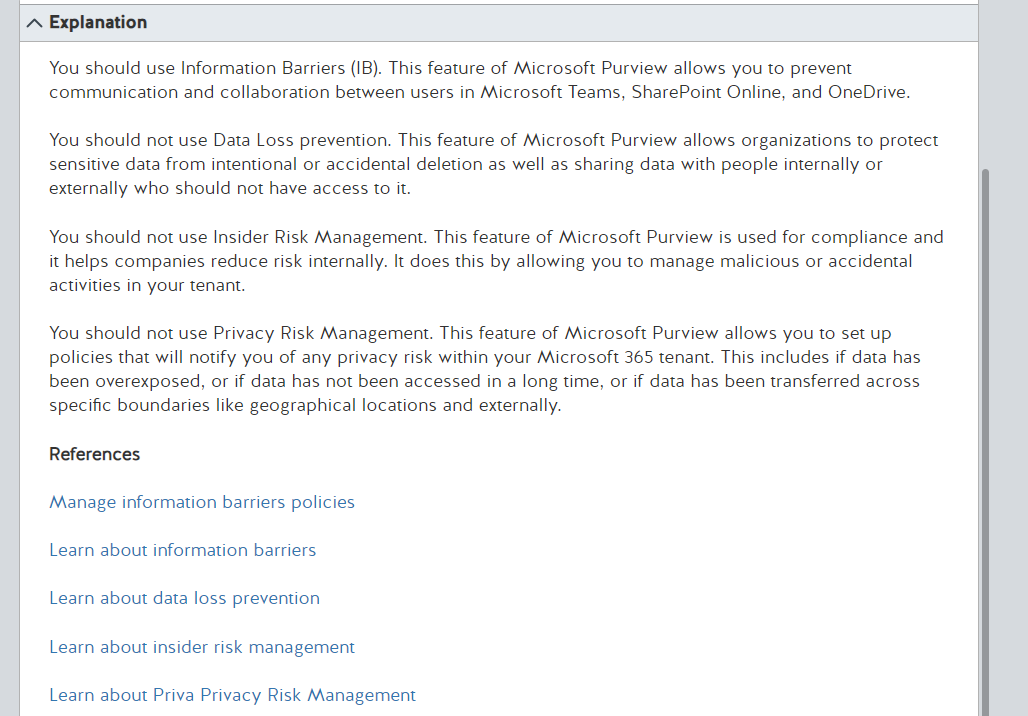 Explanation
You should use Information Barriers (IB). This feature of Microsoft Purview allows you to prevent
communication and collaboration between users in Microsoft Teams, SharePoint Online, and OneDrive.
You should not use Data Loss prevention. This feature of Microsoft Purview allows organizations to protect
sensitive data from intentional or accidental deletion as well as sharing data with people internally or
externally who should not have access to it.
You should not use Insider Risk Management. This feature of Microsoft Purview is used for compliance and
it helps companies reduce risk internally. It does this by allowing you to manage malicious or accidental
activities in your tenant.
You should not use Privacy Risk Management. This feature of Microsoft Purview allows you to set up
policies that will notify you of any privacy risk within your Microsoft 365 tenant. This includes if data has
been overexposed, or if data has not been accessed in a long time, or if data has been transferred across
specific boundaries like geographical locations and externally.
References
Manage information barriers policies
Learn about information barriers
Learn about data loss prevention
Learn about insider risk management
Learn about Priva Privacy Risk Management